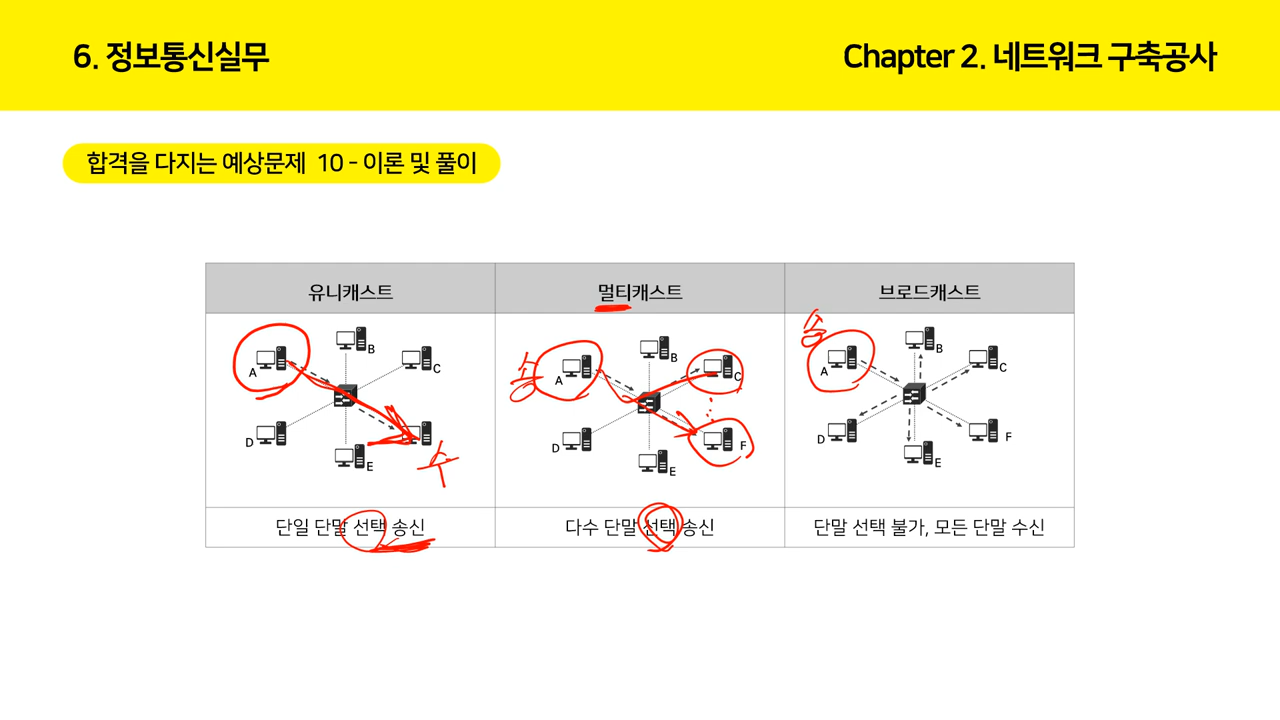 6. 정보통신실무
Chapter 2. 네트워크 구축공사
합격을 다지는 예상문제 10 - 이론 및 풀이
유니캐스트
멀티캐스트
브로드캐스트
A
B
C
D
E
수
송
A
B
C
D
E
F
송
A
B
C
D
E
F
단일 단말 선택 송신
다수 단말 선택 송신
단말 선택 불가, 모든 단말 수신